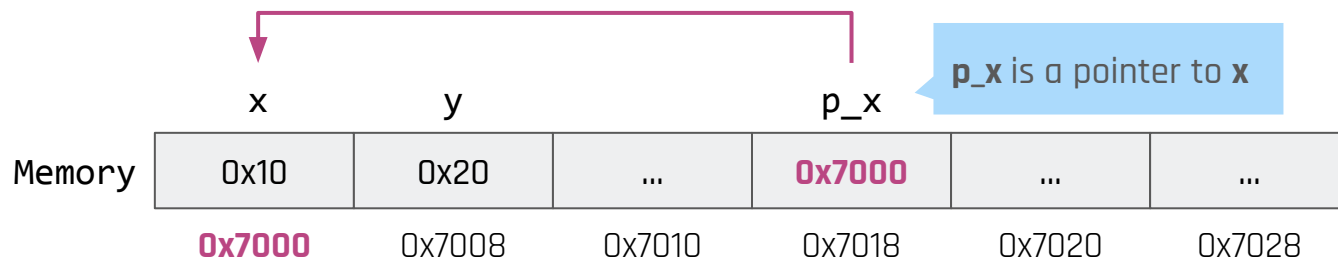 p_x is a pointer to x
x y p_x
Memory 0x10 0x20 ... 0x7000 ... ...
0x7000 0x7008 0x7010 0x7018 0x7020 0x7028